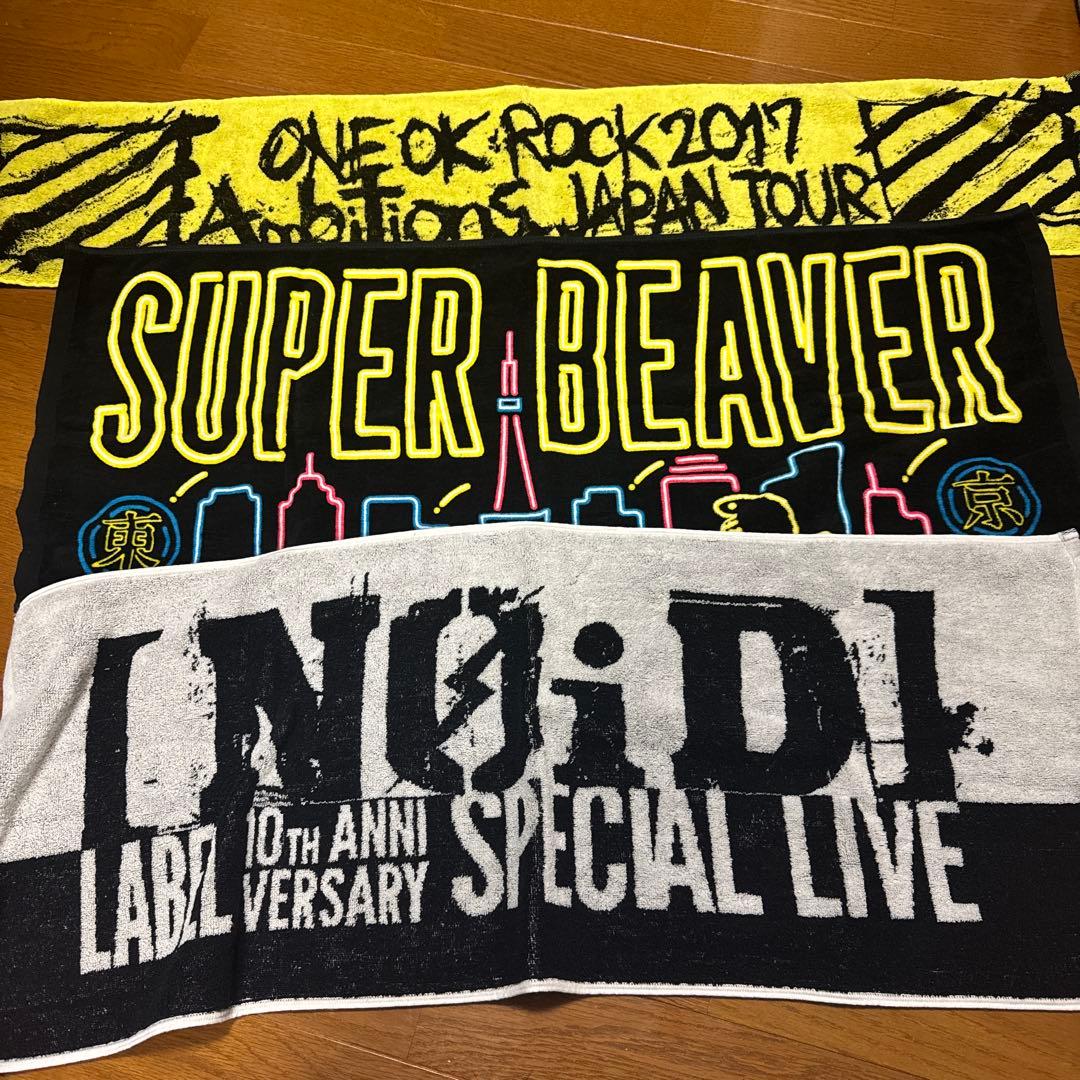 ONE OK ROCK 2017
Ambitions JAPAN TOUR
SUPER BEAVER
東 京
[NOiD]
LABEL 10TH ANNI
VERSARY SPECIAL LIVE